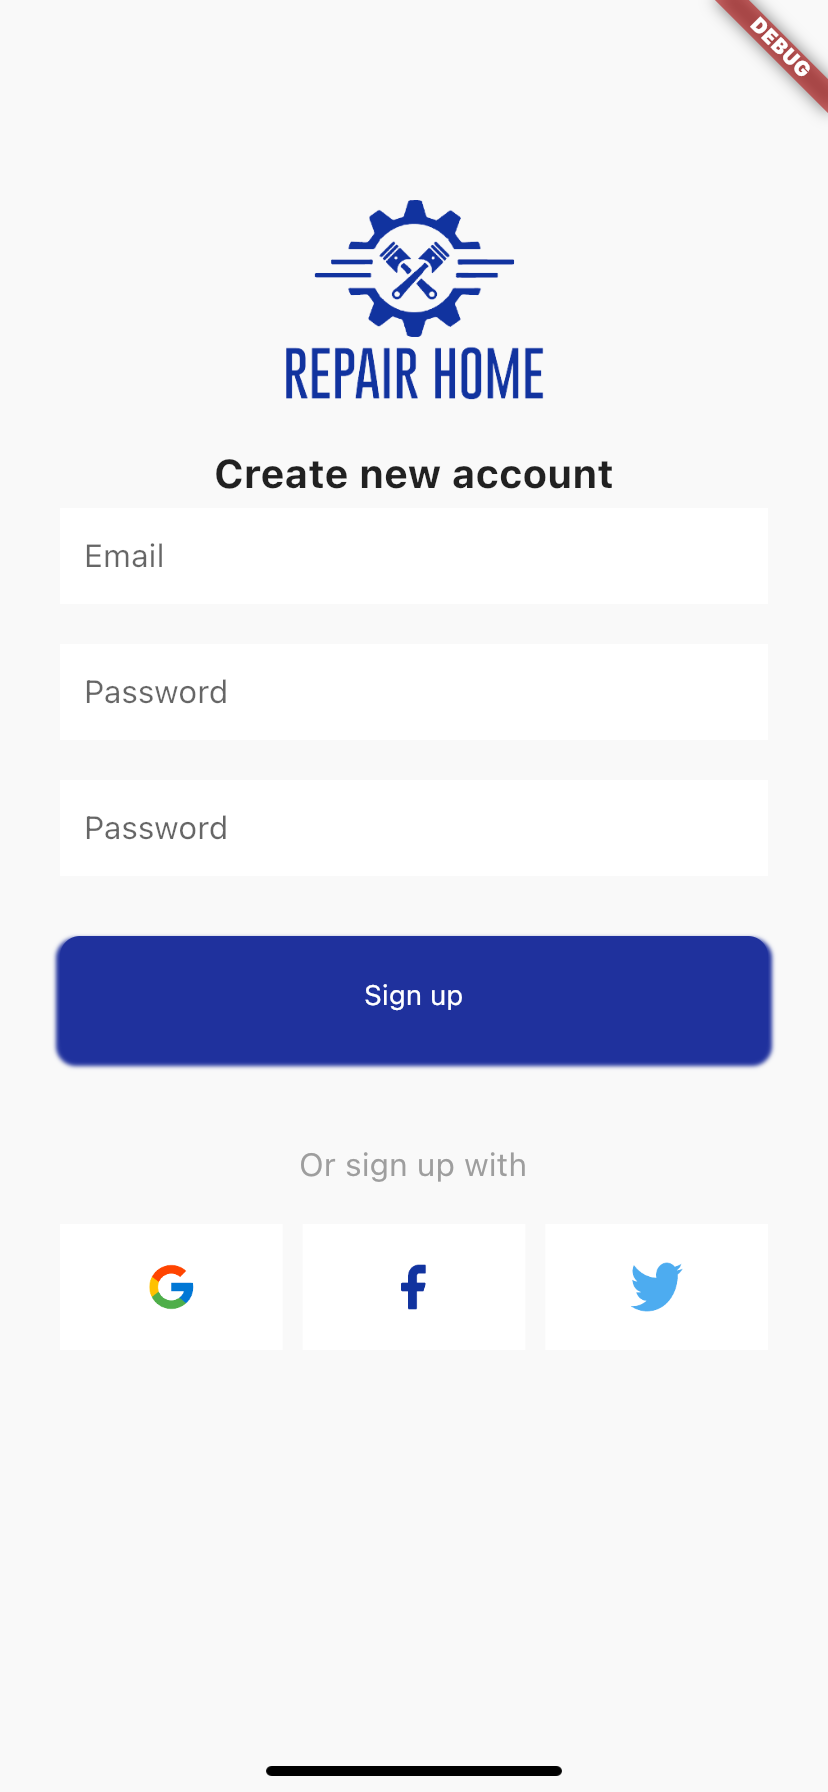 DEBUG
REPAIR HOME
Create new account
Email
Password
Password
Sign up
Or sign up with